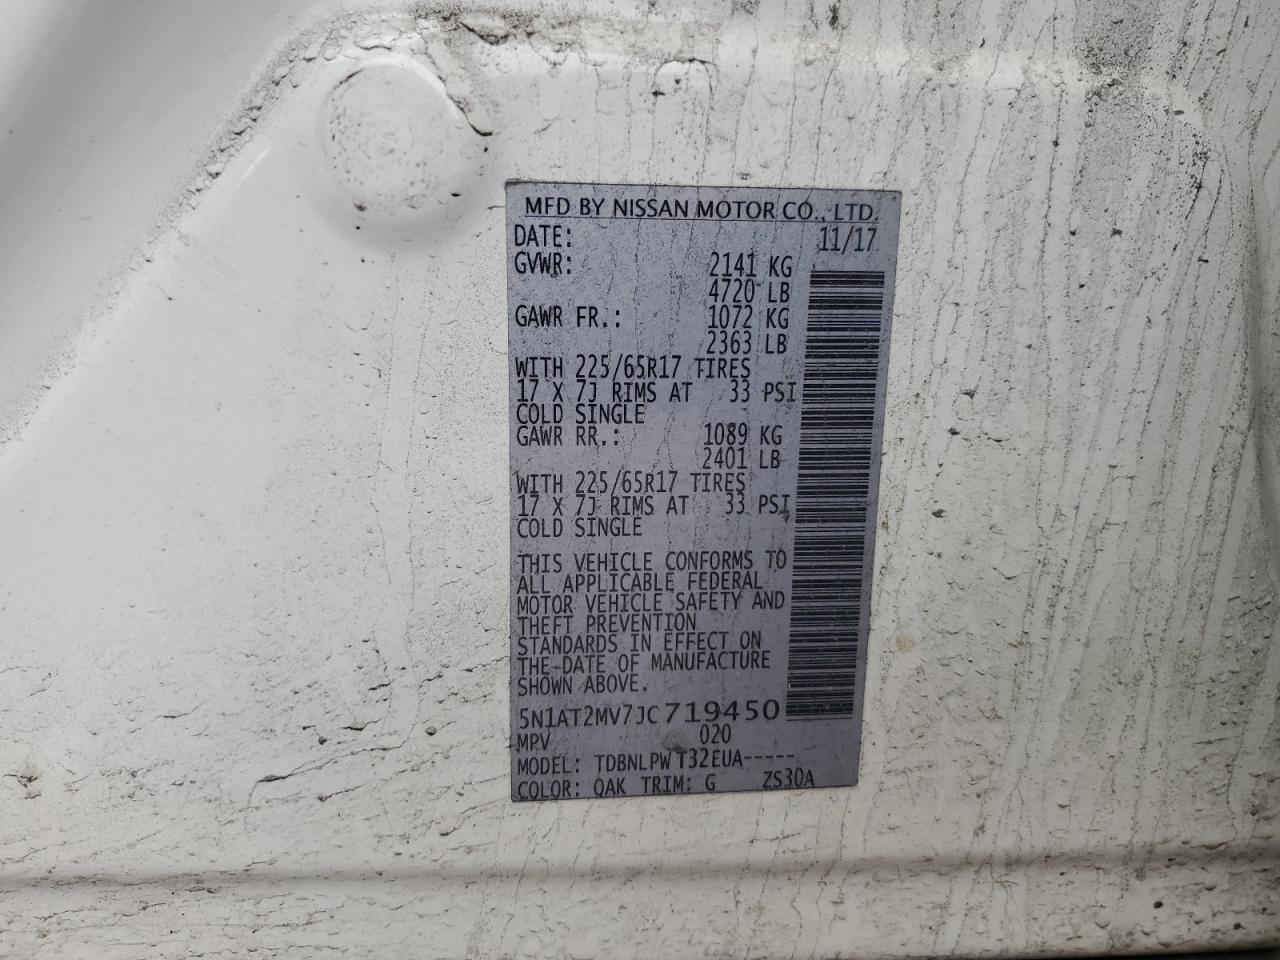 MFD BY NISSAN MOTOR CO., LTD.
DATE: 11/17
GVWR: 2141 KG
4720 LB
GAWR FR.: 1072 KG
2363 LB
WITH 225/65R17 TIRES
17 X 7J RIMS AT 33 PSI
COLD SINGLE
GAWR RR.: 1089 KG
2401 LB
WITH 225/65R17 TIRES
17 X 7J RIMS AT 33 PSI
COLD SINGLE
THIS VEHICLE CONFORMS TO
ALL APPLICABLE FEDERAL
MOTOR VEHICLE SAFETY AND
THEFT PREVENTION
STANDARDS IN EFFECT ON
THE-DATE OF MANUFACTURE
SHOWN ABOVE.
5N1AT2MV7JC719450
MPV 020
MODEL: TDBNLPW T32EUA-----
COLOR: QAK TRIM: G ZS30A